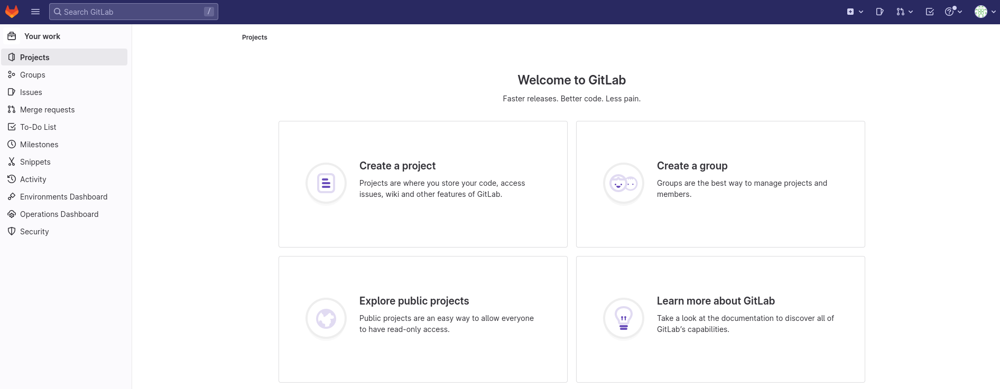 Search GitLab
/
Your work
Projects
Groups
Issues
Merge requests
To-Do List
Milestones
Snippets
Activity
Environments Dashboard
Operations Dashboard
Security
Projects
Welcome to GitLab
Faster releases. Better code. Less pain.
Create a project
Projects are where you store your code, access
issues, wiki and other features of GitLab.
Create a group
Groups are the best way to manage projects and
members.
Explore public projects
Public projects are an easy way to allow everyone
to have read-only access.
Learn more about GitLab
Take a look at the documentation to discover all of
GitLab's capabilities.